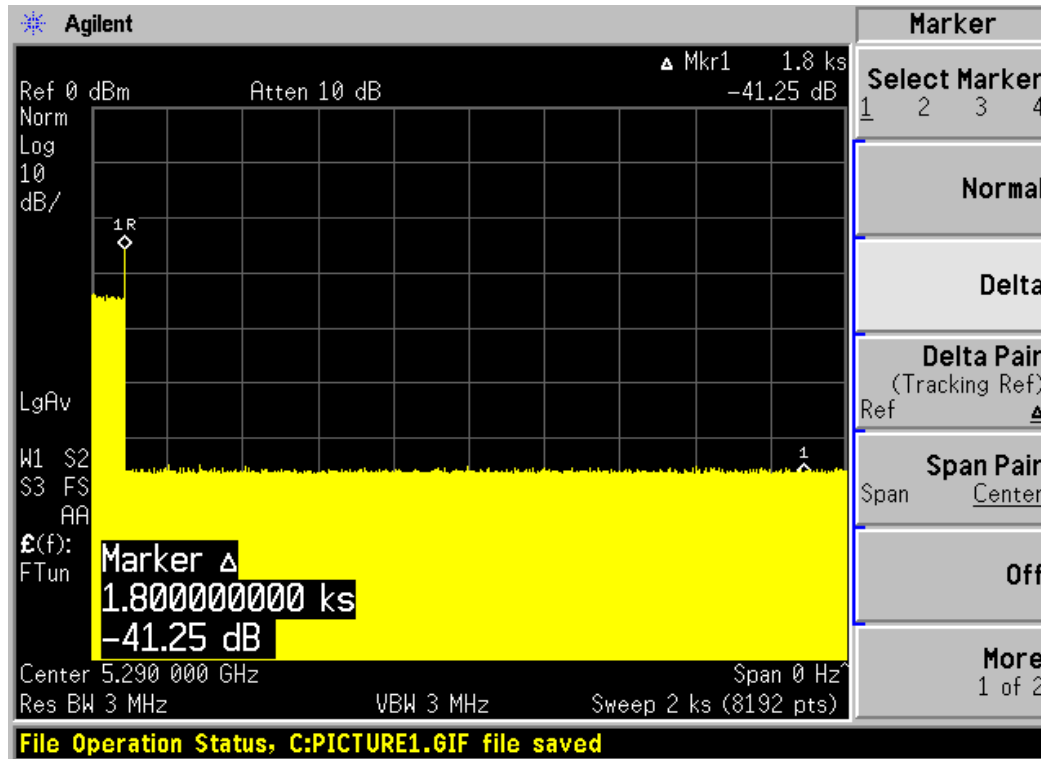 Agilent
Marker
Δ Mkr1 1.8 ks
Ref 0 dBm Atten 10 dB -41.25 dB
Norm
Log
10
dB/
1R
LgAv
W1 S2
S3 FS
AA
£(f):
FTun
1
Marker Δ
1.800000000 ks
-41.25 dB
Center 5.290 000 GHz Span 0 Hz^
Res BW 3 MHz VBW 3 MHz Sweep 2 ks (8192 pts)
File Operation Status, C:PICTURE1.GIF file saved
Select Marker
1 2 3 4
Normal
Delta
Delta Pair
(Tracking Ref)
Ref Δ
Span Pair
Span Center
Off
More
1 of 2